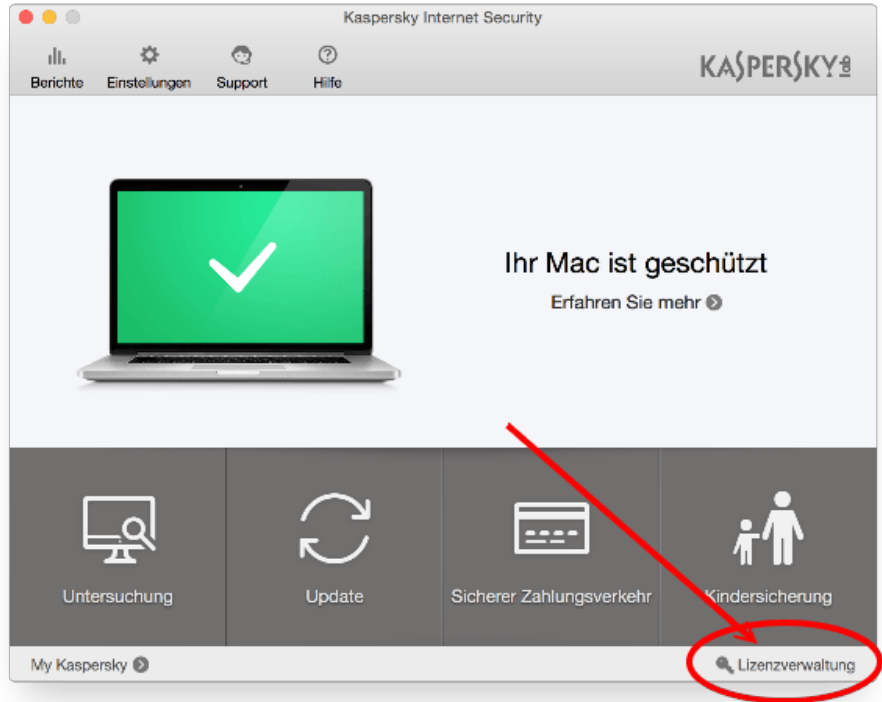 Kaspersky Internet Security
Berichte Einstellungen Support Hilfe
KASPERSKY lab
Ihr Mac ist geschützt
Erfahren Sie mehr
Untersuchung Update Sicherer Zahlungsverkehr Kindersicherung
My Kaspersky Lizenzverwaltung